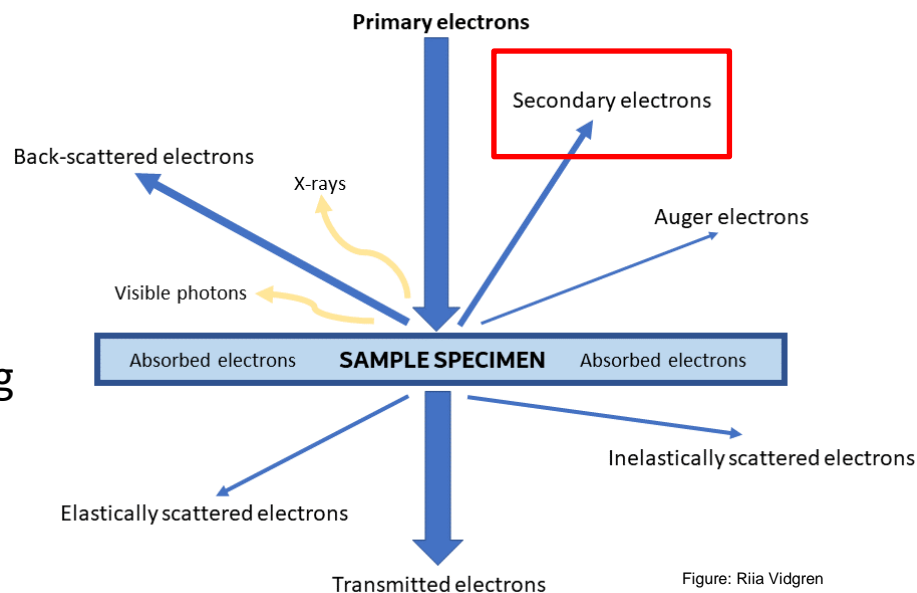 Primary electrons
Secondary electrons
Back-scattered electrons
X-rays
Auger electrons
Visible photons
Absorbed electrons SAMPLE SPECIMEN Absorbed electrons
g
Inelastically scattered electrons
Elastically scattered electrons
Transmitted electrons
Figure: Riia Vidgren